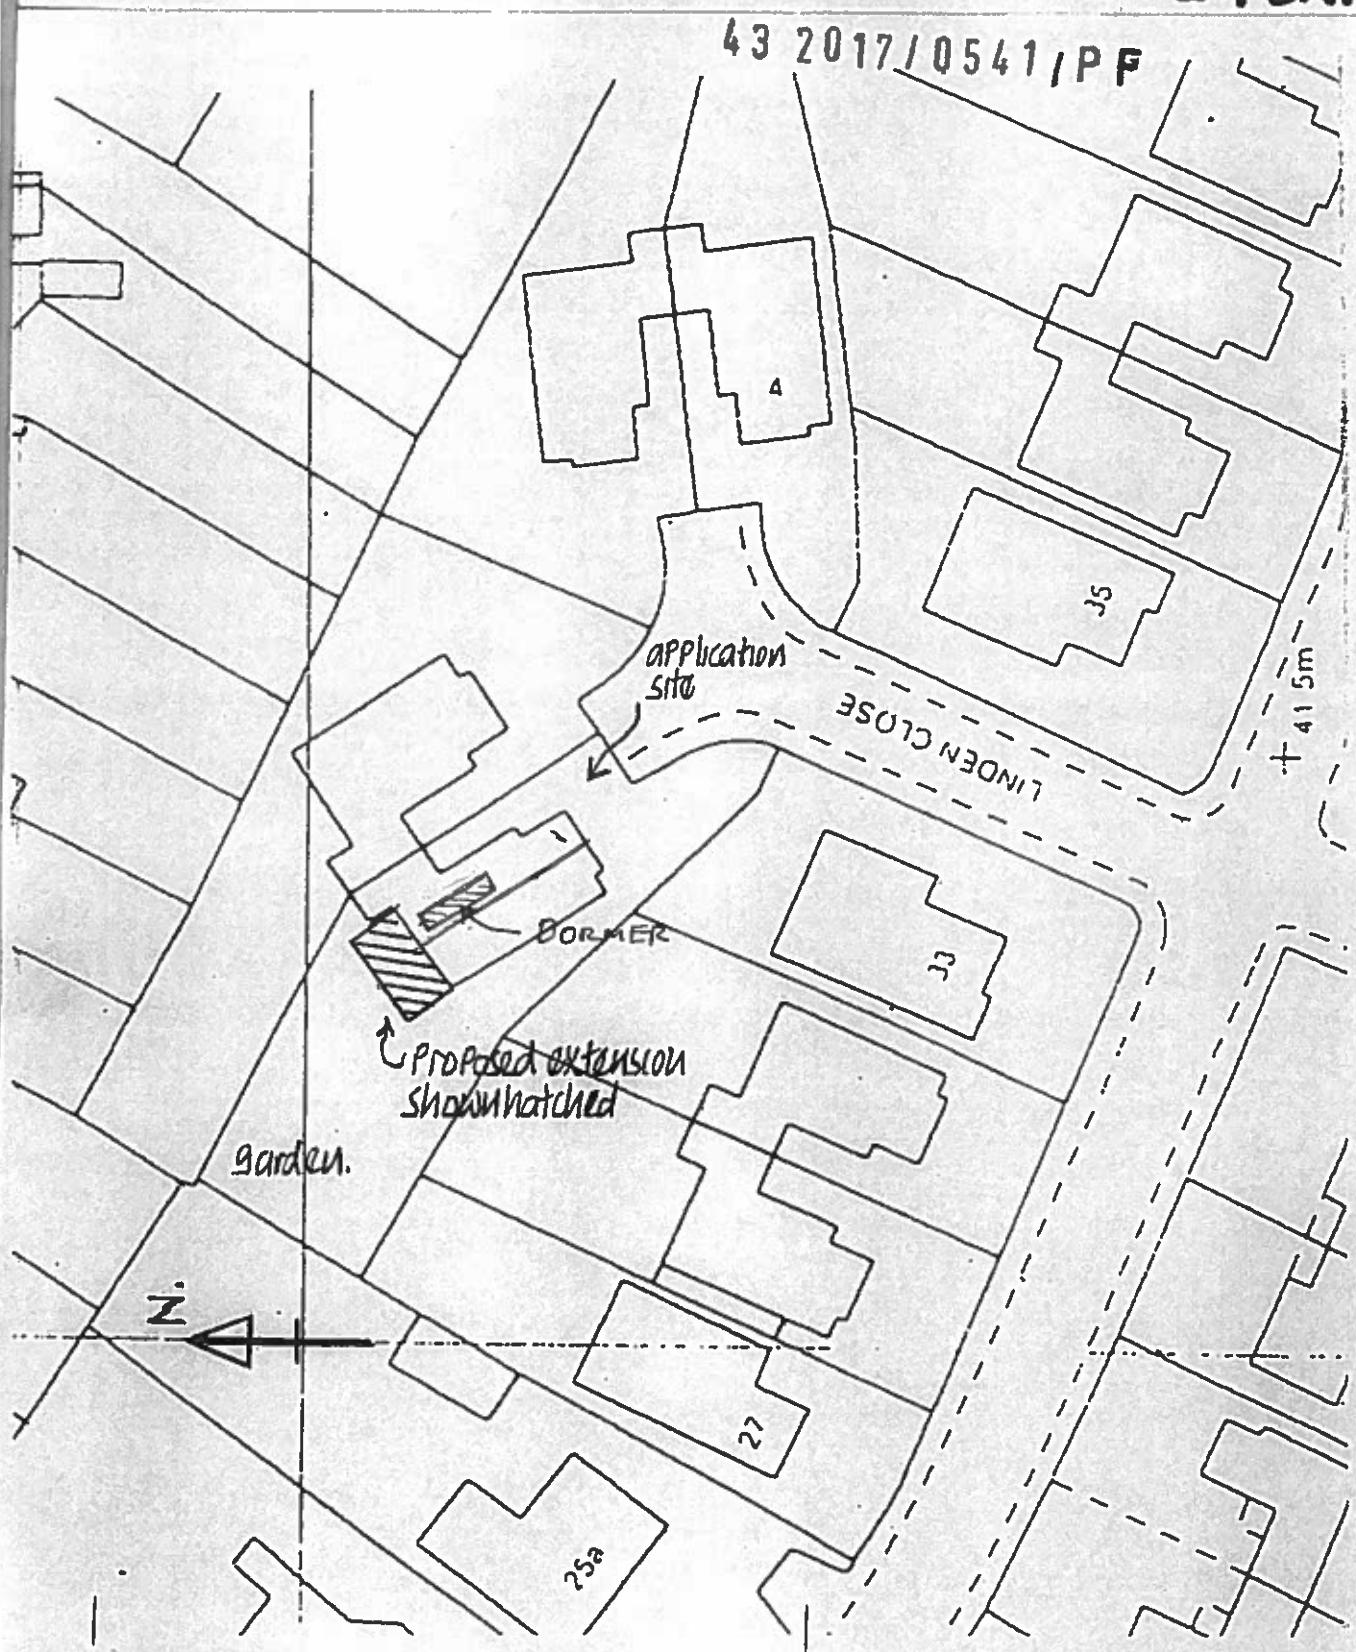 43 2017/0541/PF
4
35
application
site
LINDEN CLOSE
41 5m
DORMER
33
Proposed extension
shown hatched
garden.
N
27
25a